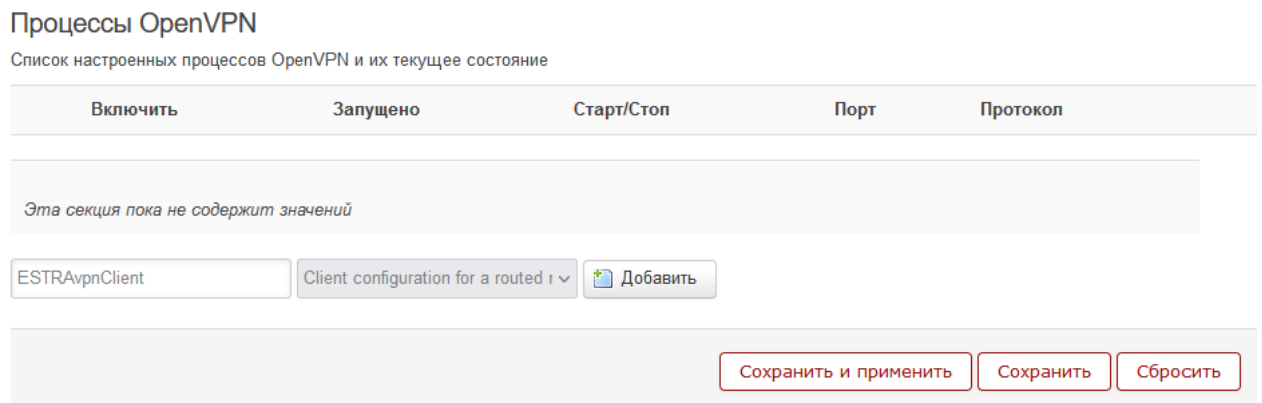 Процессы OpenVPN
Список настроенных процессов OpenVPN и их текущее состояние
Включить Запущено Старт/Стоп Порт Протокол
Эта секция пока не содержит значений
ESTRAvpnClient Client configuration for a routed Добавить
Сохранить и применить Сохранить Сбросить